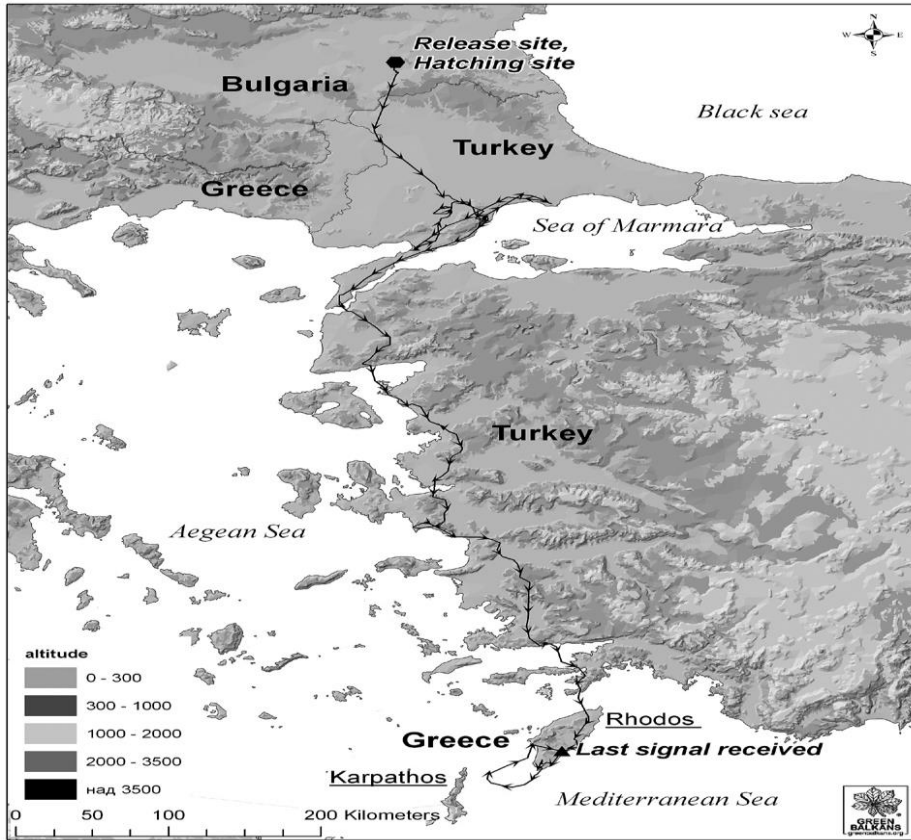 N
W E
S
Release site,
Hatching site
Bulgaria
Black sea
Turkey
Greece
Sea of Marmara
Turkey
Aegean Sea
altitude
0 - 300
300 - 1000
1000 - 2000
2000 - 3500
над 3500
Rhodos
Greece
Last signal received
Karpathos
Mediterranean Sea
0 50 100 200 Kilometers
GREEN
BALKANS
greenbalkans.org